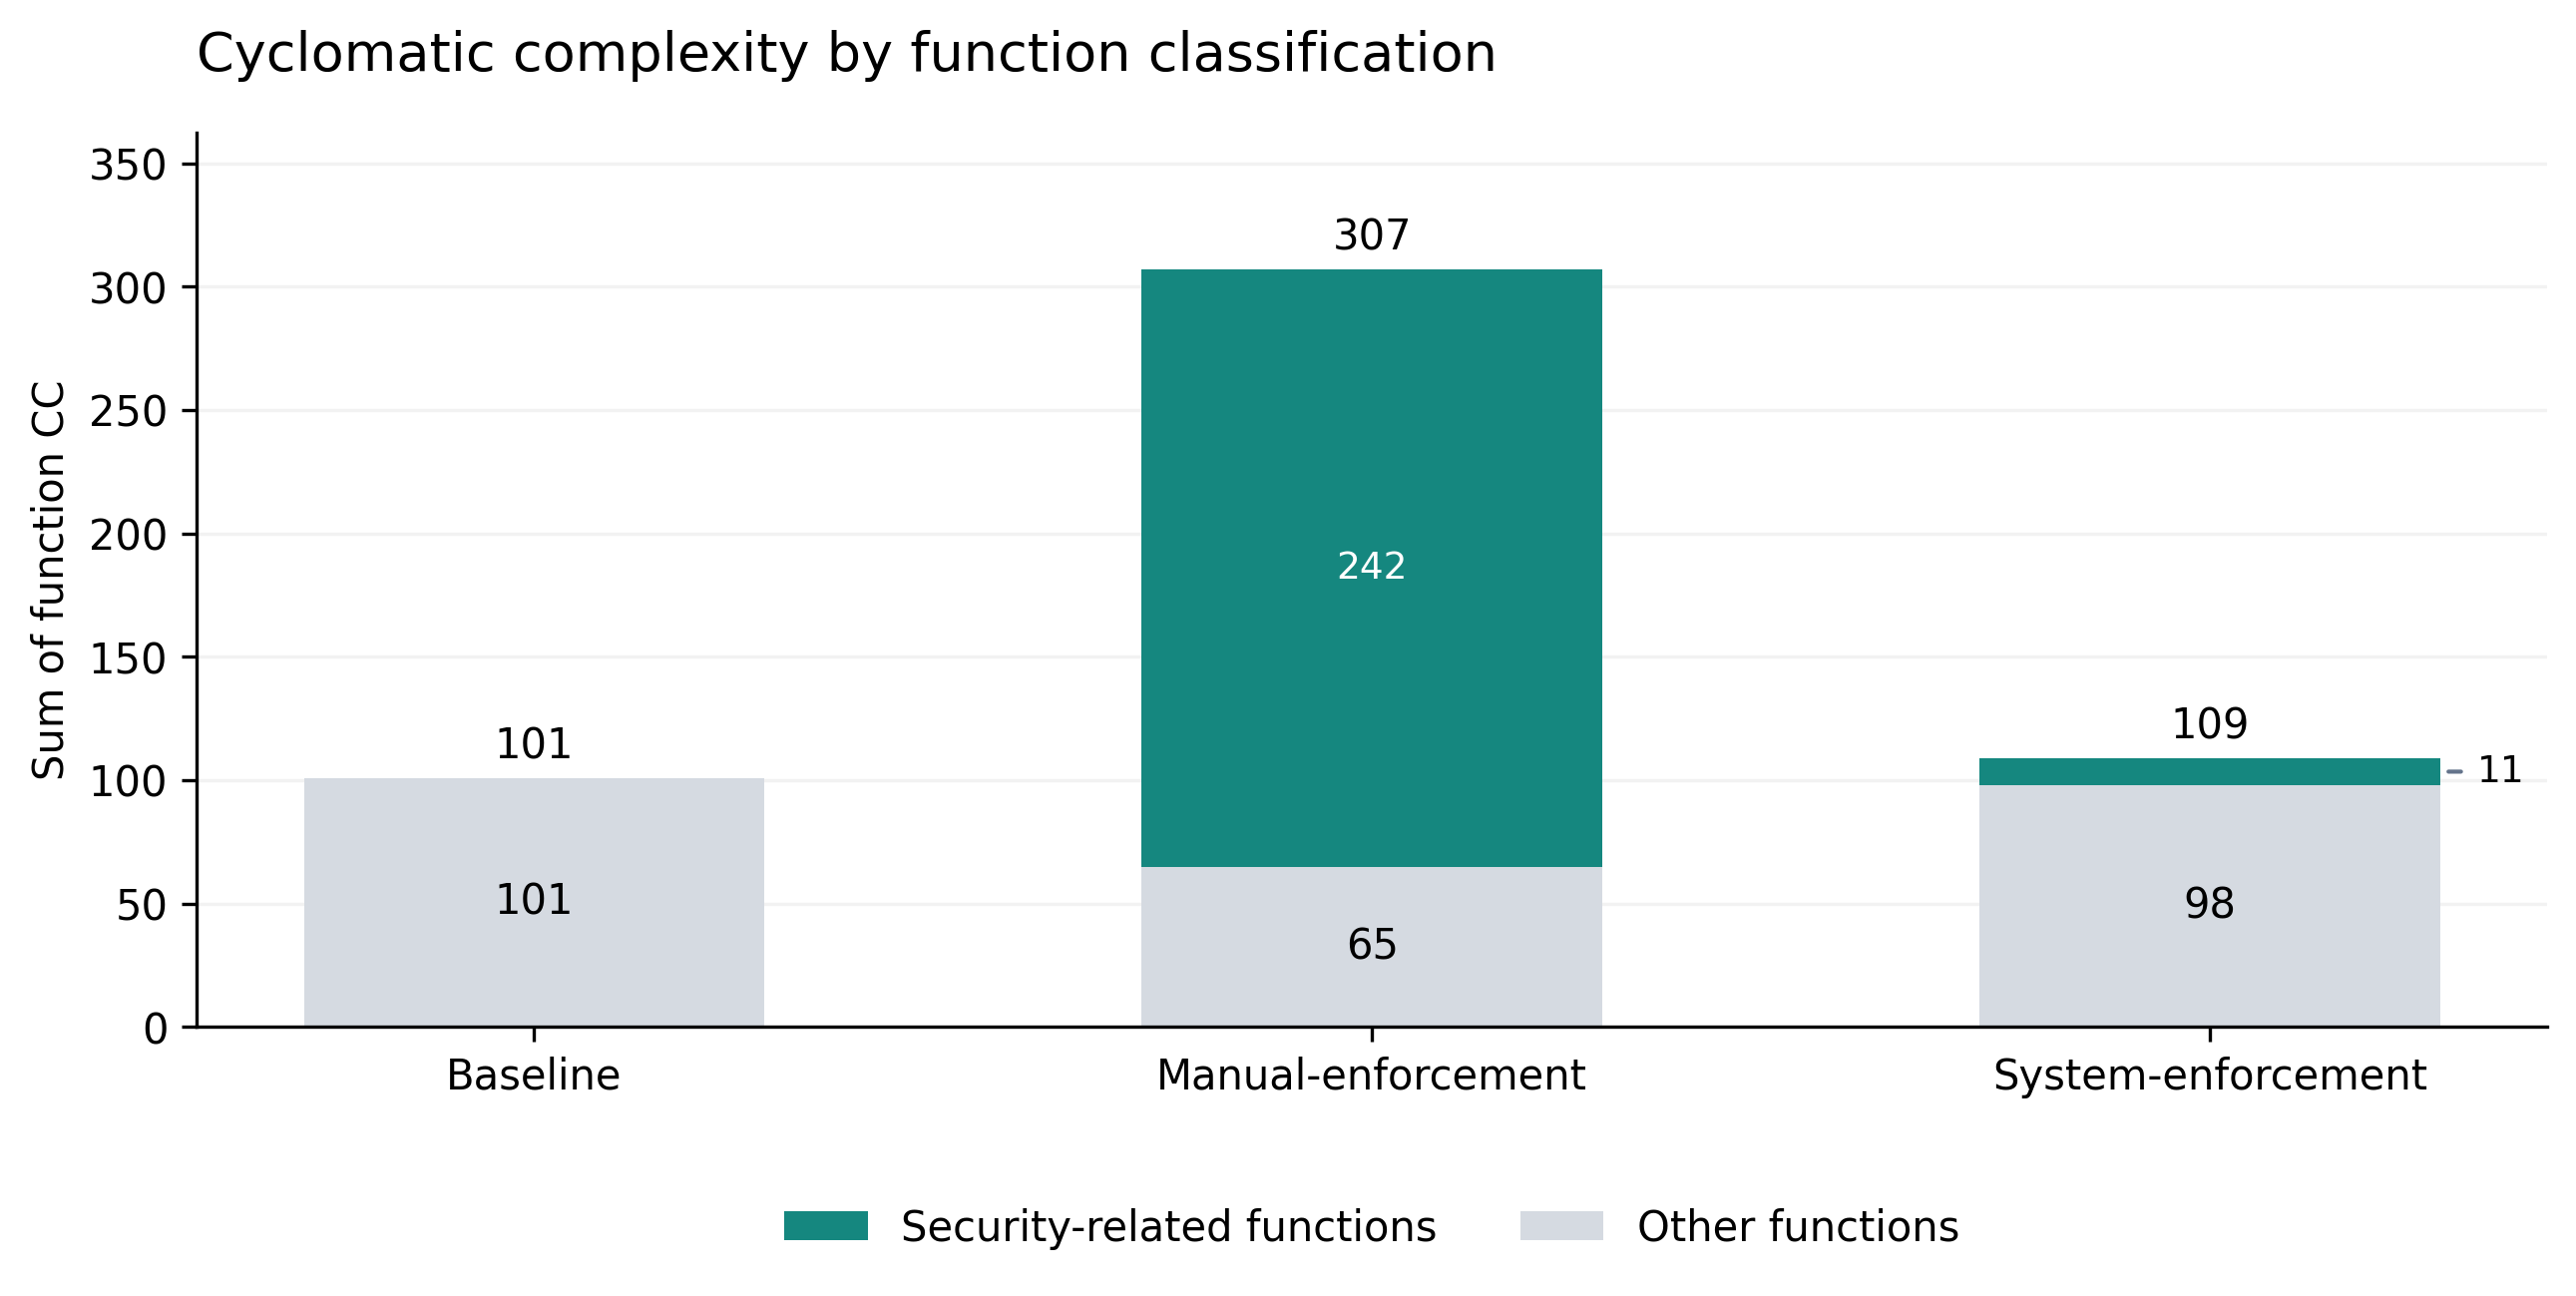 Cyclomatic complexity by function classification
Sum of function CC
350
300
250
200
150
100
50
0
101
101
307
242
65
109
11
98
Baseline
Manual-enforcement
System-enforcement
Security-related functions
Other functions